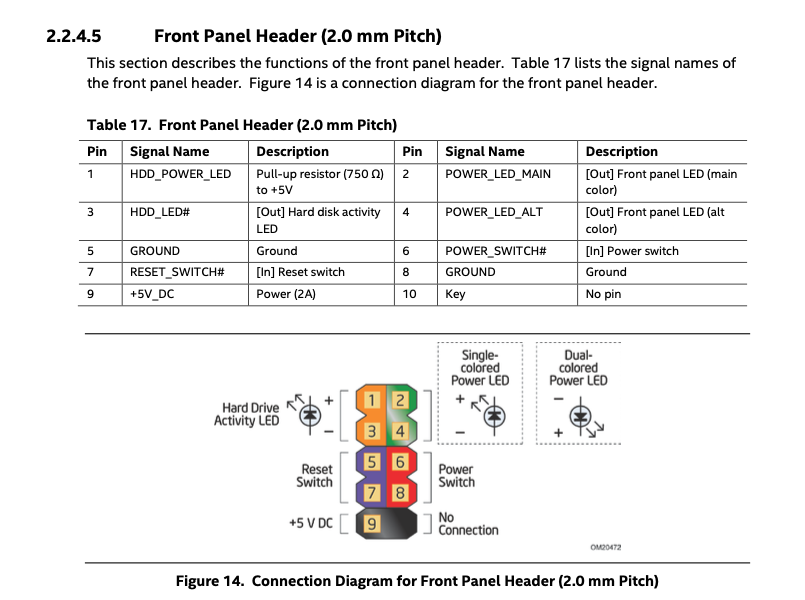 2.2.4.5 Front Panel Header (2.0 mm Pitch)
This section describes the functions of the front panel header. Table 17 lists the signal names of
the front panel header. Figure 14 is a connection diagram for the front panel header.
Table 17. Front Panel Header (2.0 mm Pitch)
Pin Signal Name Description Pin Signal Name Description
1 HDD_POWER_LED Pull-up resistor (750 Ω) 2 POWER_LED_MAIN [Out] Front panel LED (main
to +5V color)
3 HDD_LED# [Out] Hard disk activity 4 POWER_LED_ALT [Out] Front panel LED (alt
LED color)
5 GROUND Ground 6 POWER_SWITCH# [In] Power switch
7 RESET_SWITCH# [In] Reset switch 8 GROUND Ground
9 +5V_DC Power (2A) 10 Key No pin
Single-
colored
Power LED
Dual-
colored
Power LED
Hard Drive
Activity LED
+
−
1 2
3 4
+
−
−
+
Reset
Switch
5 6
7 8
Power
Switch
+5 V DC
9
No
Connection
OM20472
Figure 14. Connection Diagram for Front Panel Header (2.0 mm Pitch)